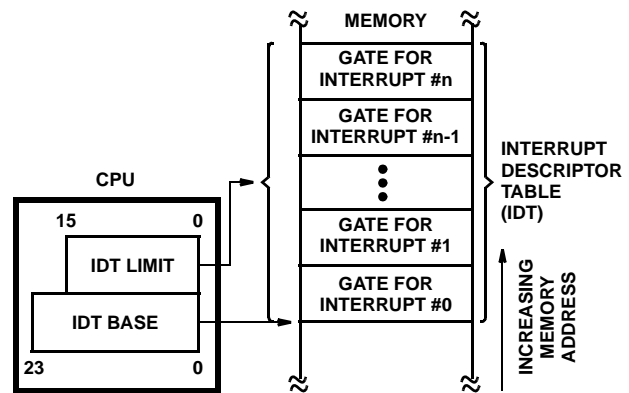 MEMORY
GATE FOR
INTERRUPT #n
GATE FOR
INTERRUPT #n-1
INTERRUPT
DESCRIPTOR
TABLE
(IDT)
CPU
15 0
IDT LIMIT
IDT BASE
23 0
GATE FOR
INTERRUPT #1
GATE FOR
INTERRUPT #0
INCREASING
MEMORY
ADDRESS